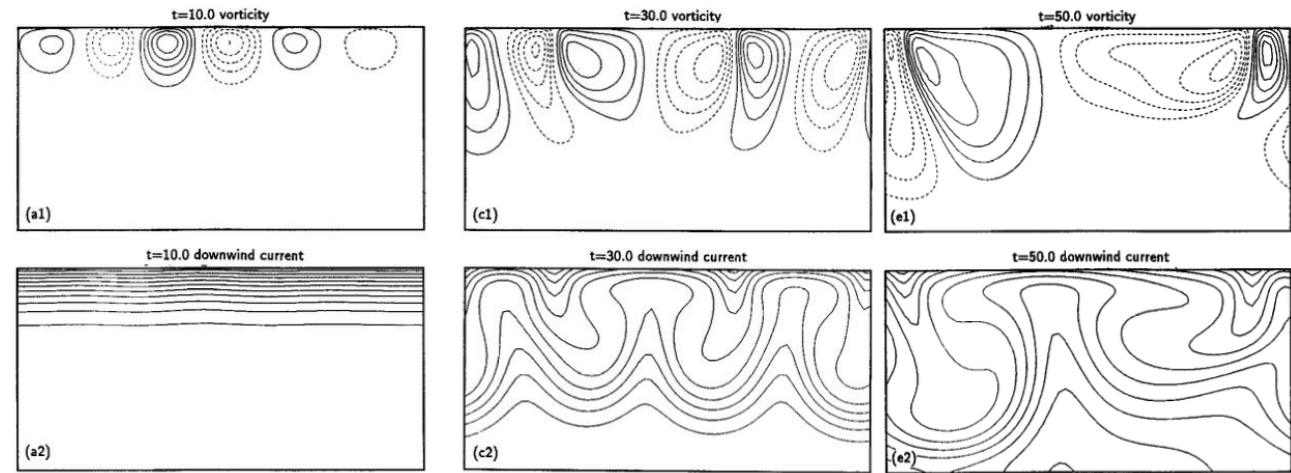 t=10.0 vorticity
t=30.0 vorticity
t=50.0 vorticity
(a1)
(c1)
(e1)
t=10.0 downwind current
t=30.0 downwind current
t=50.0 downwind current
(a2)
(c2)
(e2)